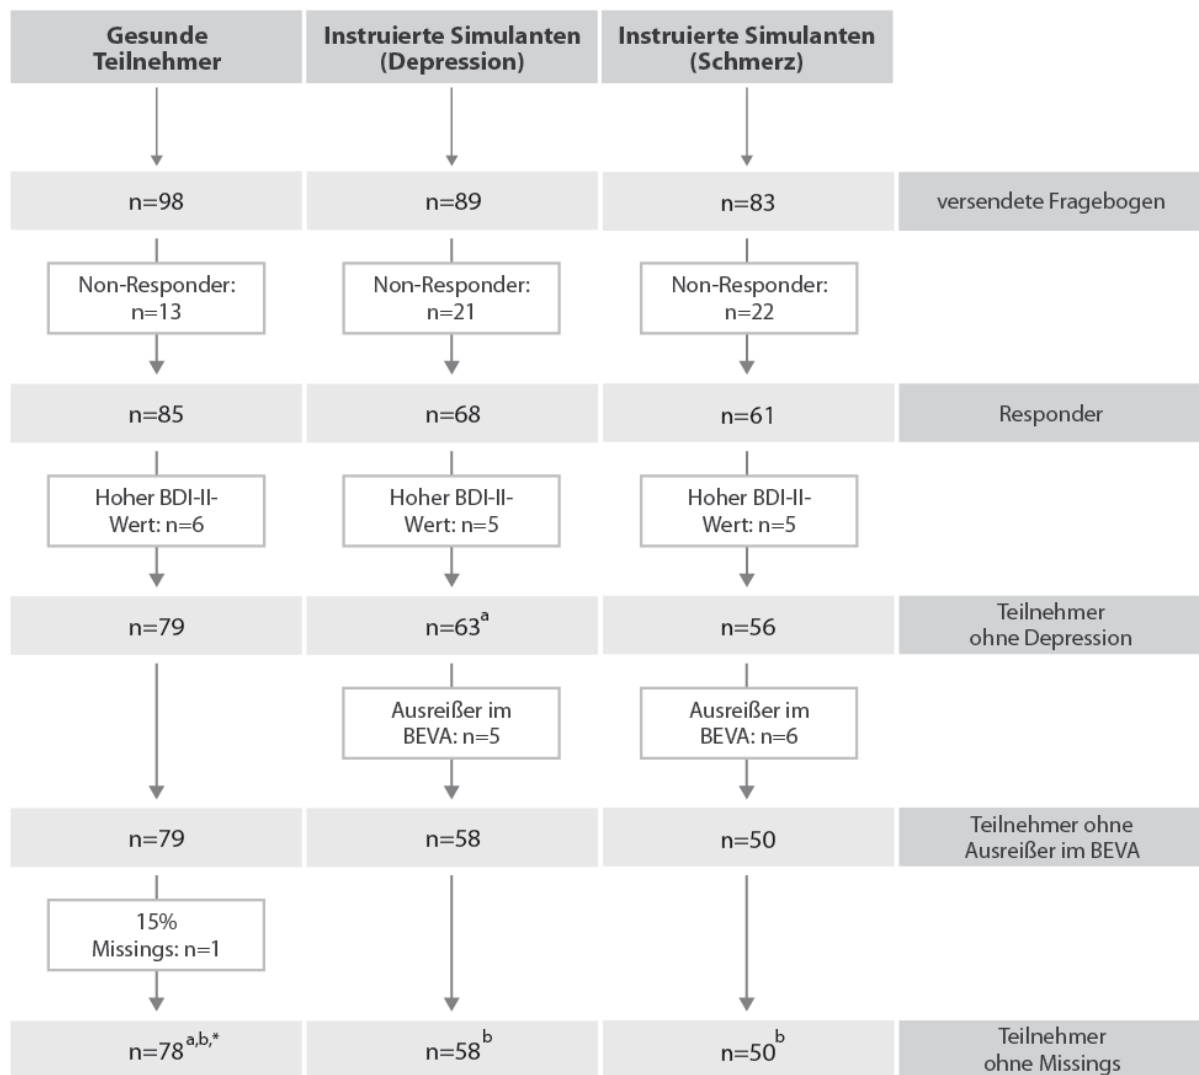 Gesunde
Teilnehmer
Instruierte Simulanten
(Depression)
Instruierte Simulanten
(Schmerz)
n=98
n=89
n=83
versendete Fragebogen
Non-Responder:
n=13
Non-Responder:
n=21
Non-Responder:
n=22
n=85
n=68
n=61
Responder
Hoher BDI-II-
Wert: n=6
Hoher BDI-II-
Wert: n=5
Hoher BDI-II-
Wert: n=5
n=79
n=63a
n=56
Teilnehmer
ohne Depression
Ausreißer im
BEVA: n=5
Ausreißer im
BEVA: n=6
n=79
n=58
n=50
Teilnehmer ohne
Ausreißer im BEVA
15%
Missings: n=1
n=78a,b,*
n=58b
n=50b
Teilnehmer
ohne Missings